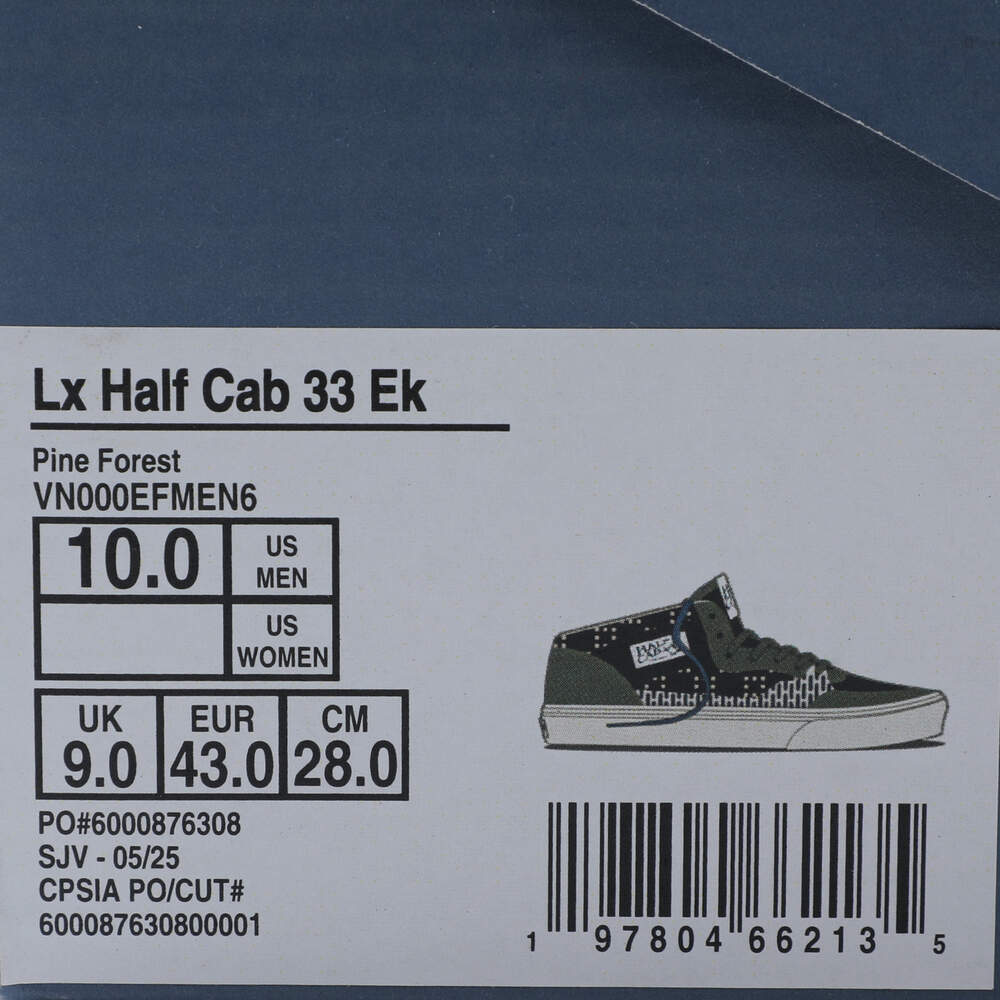 Lx Half Cab 33 Ek
Pine Forest
VN000EFMEN6
10.0
US
MEN
US
WOMEN
UK
9.0
EUR
43.0
CM
28.0
PO#6000876308
SJV - 05/25
CPSIA PO/CUT#
600087630800001
1 97804 66213 5